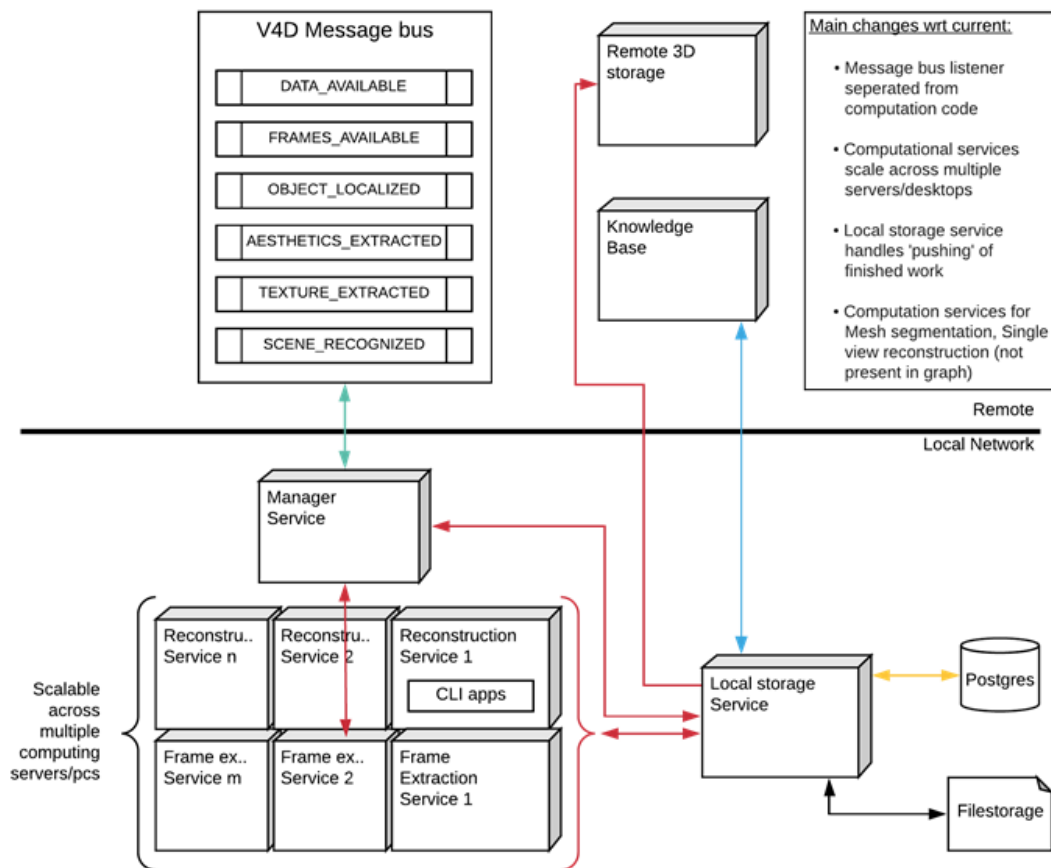 V4D Message bus
DATA_AVAILABLE
FRAMES_AVAILABLE
OBJECT_LOCALIZED
AESTHETICS_EXTRACTED
TEXTURE_EXTRACTED
SCENE_RECOGNIZED
Remote 3D
storage
Knowledge
Base
Main changes wrt current:
• Message bus listener
seperated from
computation code
• Computational services
scale across multiple
servers/desktops
• Local storage service
handles 'pushing' of
finished work
• Computation services for
Mesh segmentation, Single
view reconstruction (not
present in graph)
Remote
Local Network
Manager
Service
Scalable
across
multiple
computing
servers/pcs
Reconstru..
Service n
Reconstru..
Service 2
Reconstruction
Service 1
CLI apps
Frame ex..
Service m
Frame ex..
Service 2
Frame
Extraction
Service 1
Local storage
Service
Postgres
Filestorage